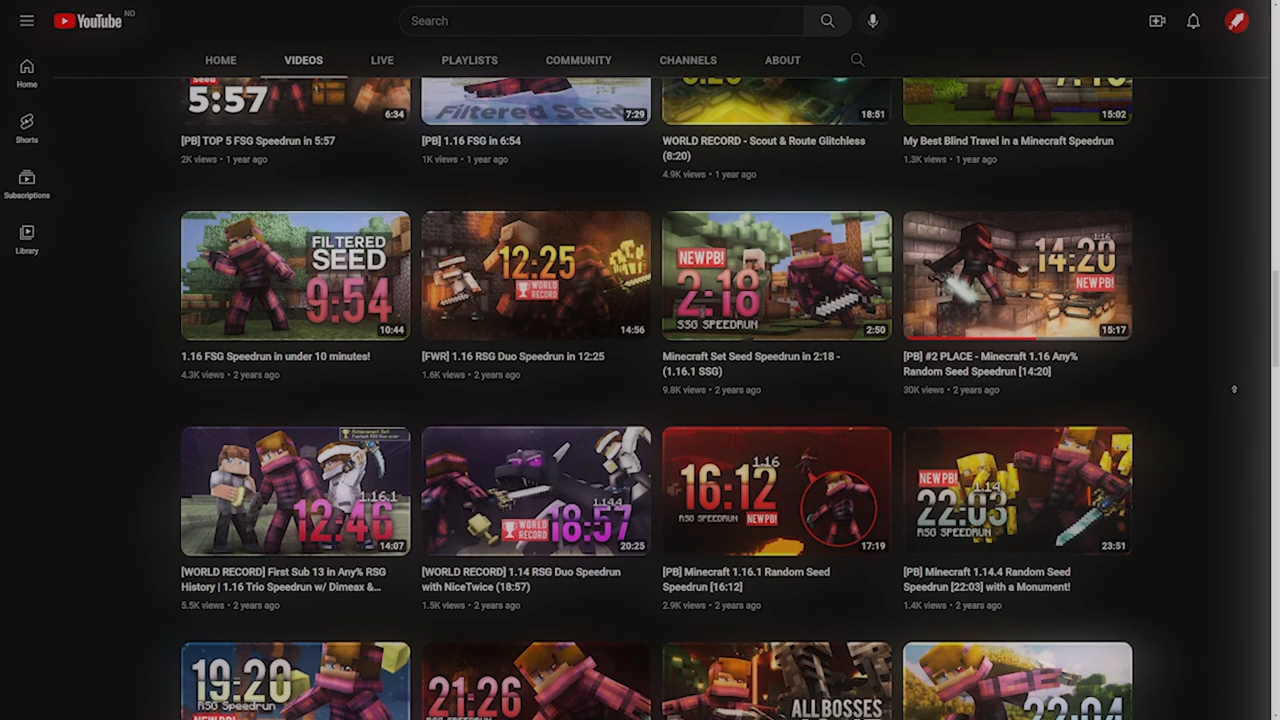 YouTube NO
Search
HOME VIDEOS LIVE PLAYLISTS COMMUNITY CHANNELS ABOUT
Home
Shorts
Subscriptions
Library
Seed
5:57
6:34
Filtered Seed
7:29
18:51
15:02
[PB] TOP 5 FSG Speedrun in 5:57
2K views • 1 year ago
[PB] 1.16 FSG in 6:54
1K views • 1 year ago
WORLD RECORD - Scout & Route Glitchless
(8:20)
4.9K views • 1 year ago
My Best Blind Travel in a Minecraft Speedrun
1.3K views • 1 year ago
FILTERED
SEED
9:54
10:44
12:25
WORLD
RECORD
14:56
NEW PB!
2:18
SSG SPEEDRUN
2:50
1.16
14:20
NEW PB!
15:17
1.16 FSG Speedrun in under 10 minutes!
4.3K views • 2 years ago
[FWR] 1.16 RSG Duo Speedrun in 12:25
1.6K views • 2 years ago
Minecraft Set Seed Speedrun in 2:18 -
(1.16.1 SSG)
9.8K views • 2 years ago
[PB] #2 PLACE - Minecraft 1.16 Any%
Random Seed Speedrun [14:20]
30K views • 2 years ago
1.16.1
12:46
14:07
1.14.4
WORLD
RECORD
18:57
20:25
1.16
16:12
RSG SPEEDRUN NEW PB!
17:19
NEW PB!
1.14
22:03
RSG SPEEDRUN
23:51
[WORLD RECORD] First Sub 13 in Any% RSG
History | 1.16 Trio Speedrun w/ Dimeax &...
5.5K views • 2 years ago
[WORLD RECORD] 1.14 RSG Duo Speedrun
with NiceTwice (18:57)
1.5K views • 2 years ago
[PB] Minecraft 1.16.1 Random Seed
Speedrun [16:12]
2.9K views • 2 years ago
[PB] Minecraft 1.14.4 Random Seed
Speedrun [22:03] with a Monument!
1.4K views • 2 years ago
19:20
RSG Speedrun
NEW PB!
21:26
ALL BOSSES
22:04